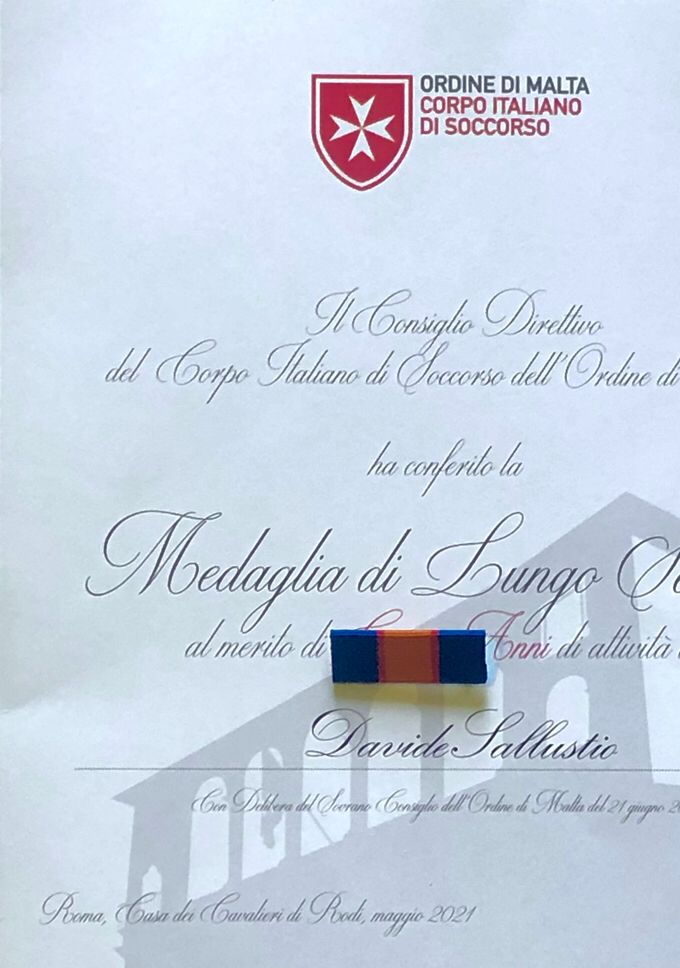 ORDINE DI MALTA
CORPO ITALIANO
DI SOCCORSO
Il Consiglio Direttivo
del Corpo Italiano di Soccorso dell'Ordine di
ha conferito la
Medaglia di Lungo
al merito di Anni di attività
Davide Sallustio
Con Delibera del Sovrano Consiglio dell'Ordine di Malta del 21 giugno
Roma, Casa dei Cavalieri di Rodi, maggio 2021